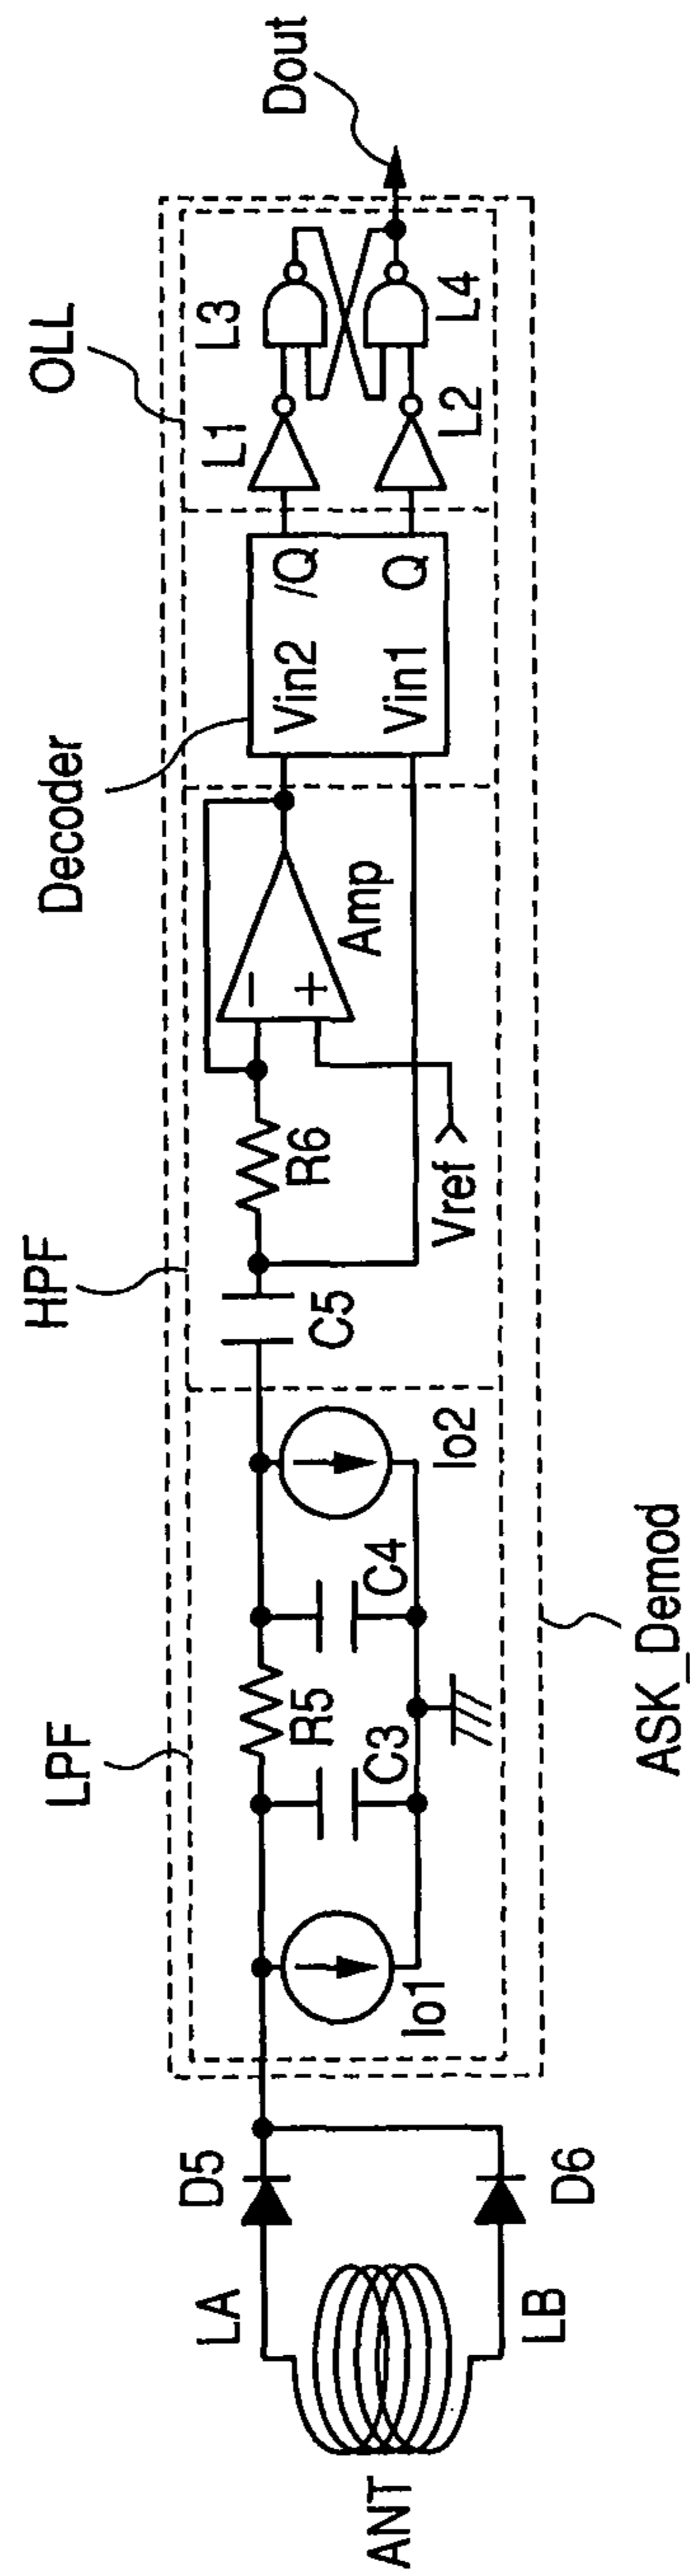 ANT
LA
LB
D5
D6
LPF
Io1
C3
R5
C4
Io2
ASK_Demod
HPF
C5
R6
Vref
−
+
Amp
Decoder
Vin2
/Q
Vin1
Q
OLL
L1
L3
L2
L4
Dout